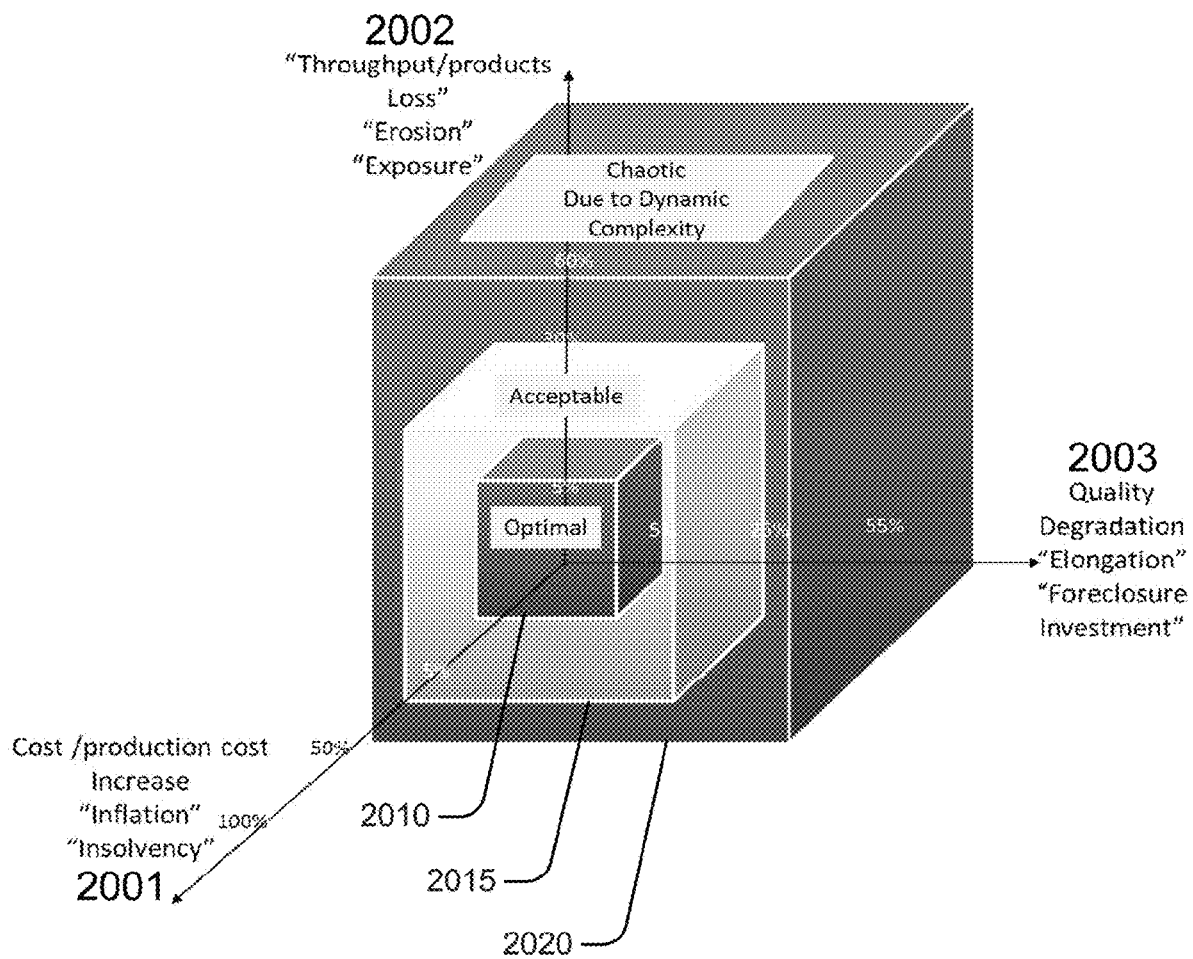 2002
“Throughput/products
Loss”
“Erosion”
“Exposure”
Chaotic
Due to Dynamic
Complexity
Acceptable
Optimal
55%
2003
Quality
Degradation
“Elongation”
“Foreclosure
Investment”
Cost /production cost
Increase
“Inflation”
“Insolvency”
2001
50%
100%
2010
2015
2020